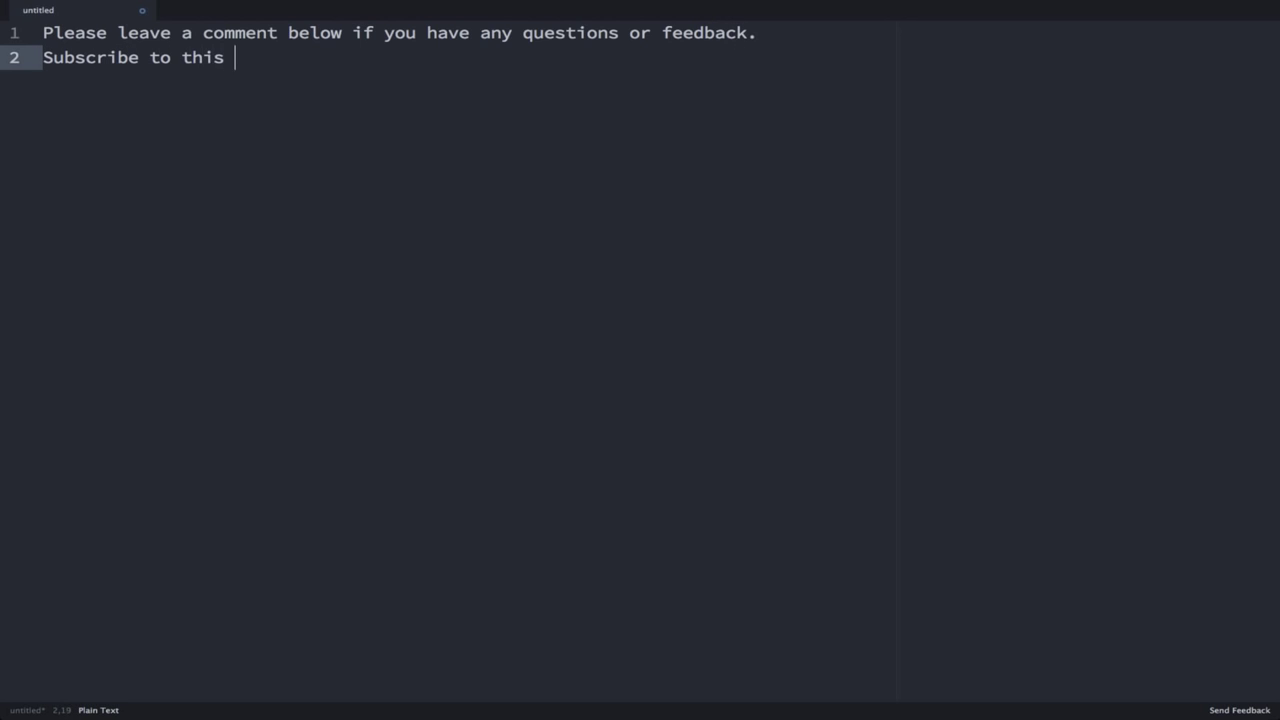 untitled
1 Please leave a comment below if you have any questions or feedback.
2 Subscribe to this
untitled* 2,19 Plain Text Send Feedback